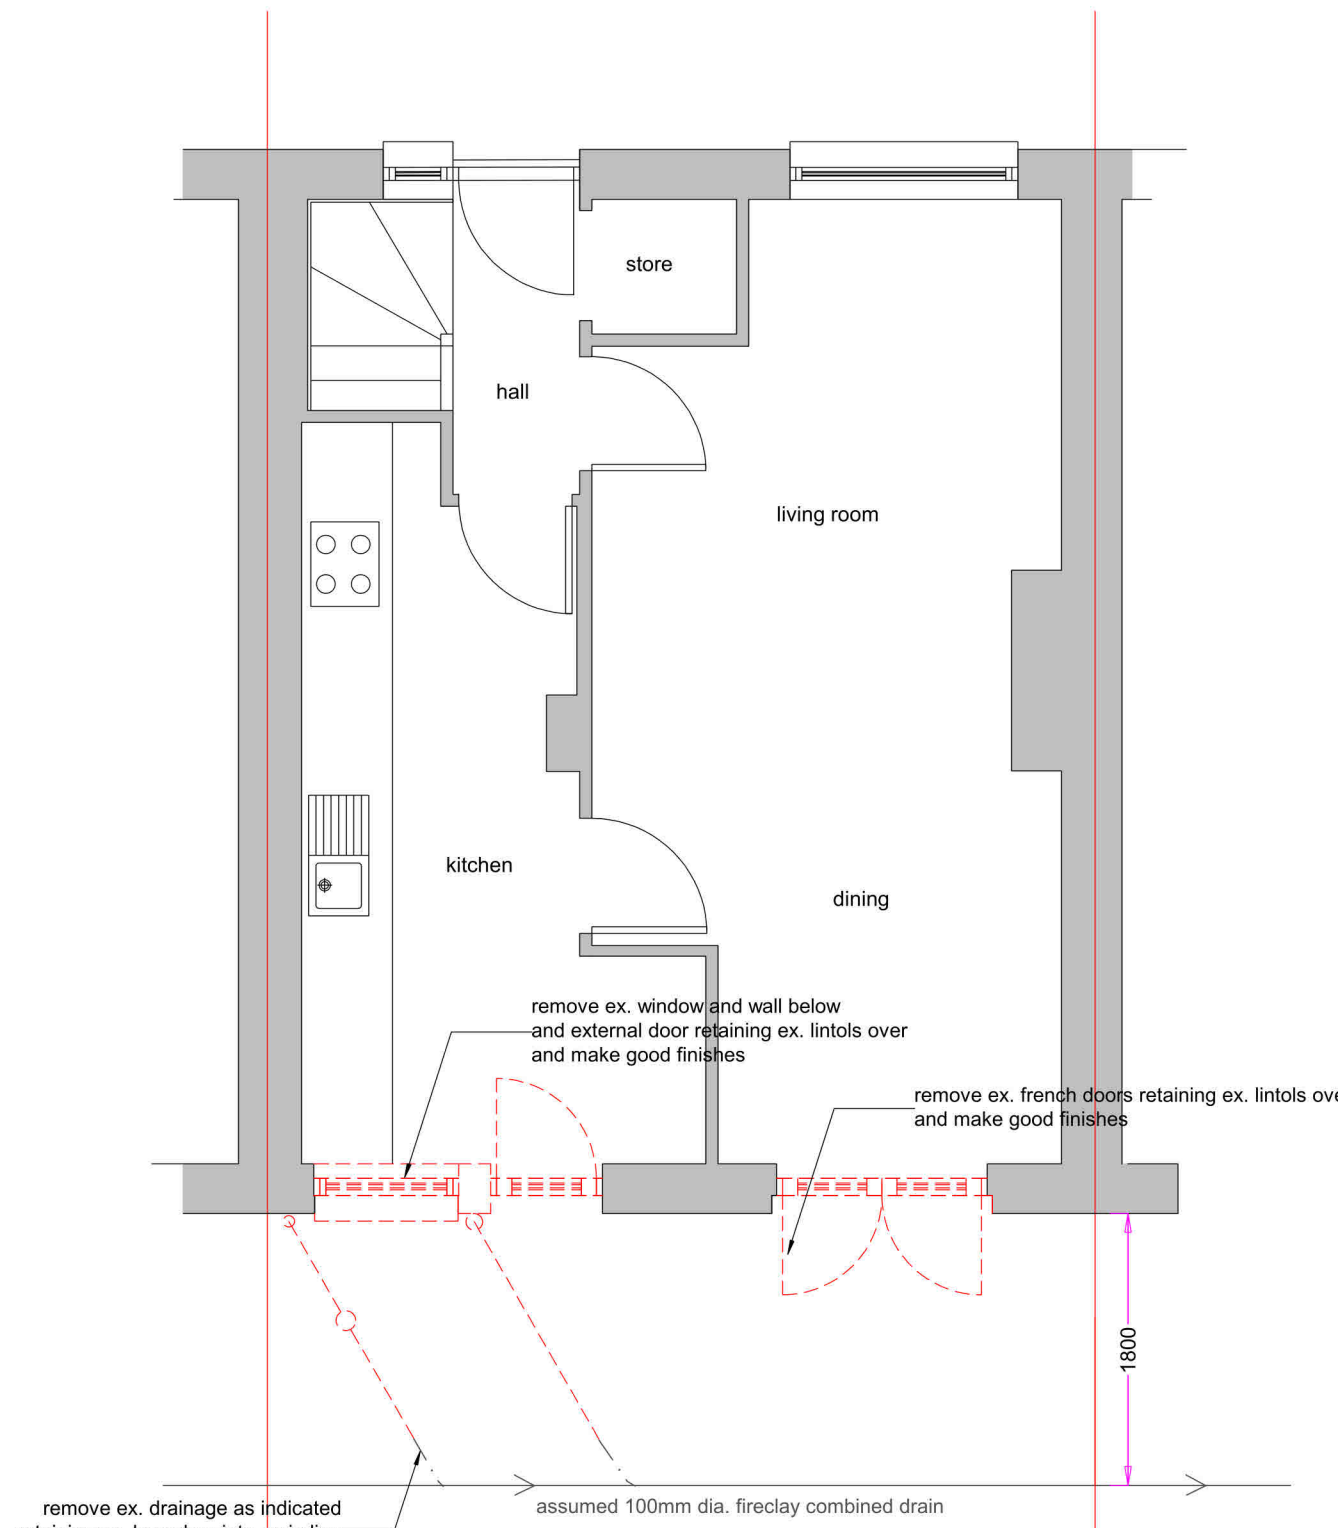 store
hall
living room
kitchen
dining
remove ex. window and wall below
and external door retaining ex. lintols over
and make good finishes
remove ex. french doors retaining ex. lintols
and make good finishes
1800
assumed 100mm dia. fireclay combined drain
remove ex. drainage as indicated